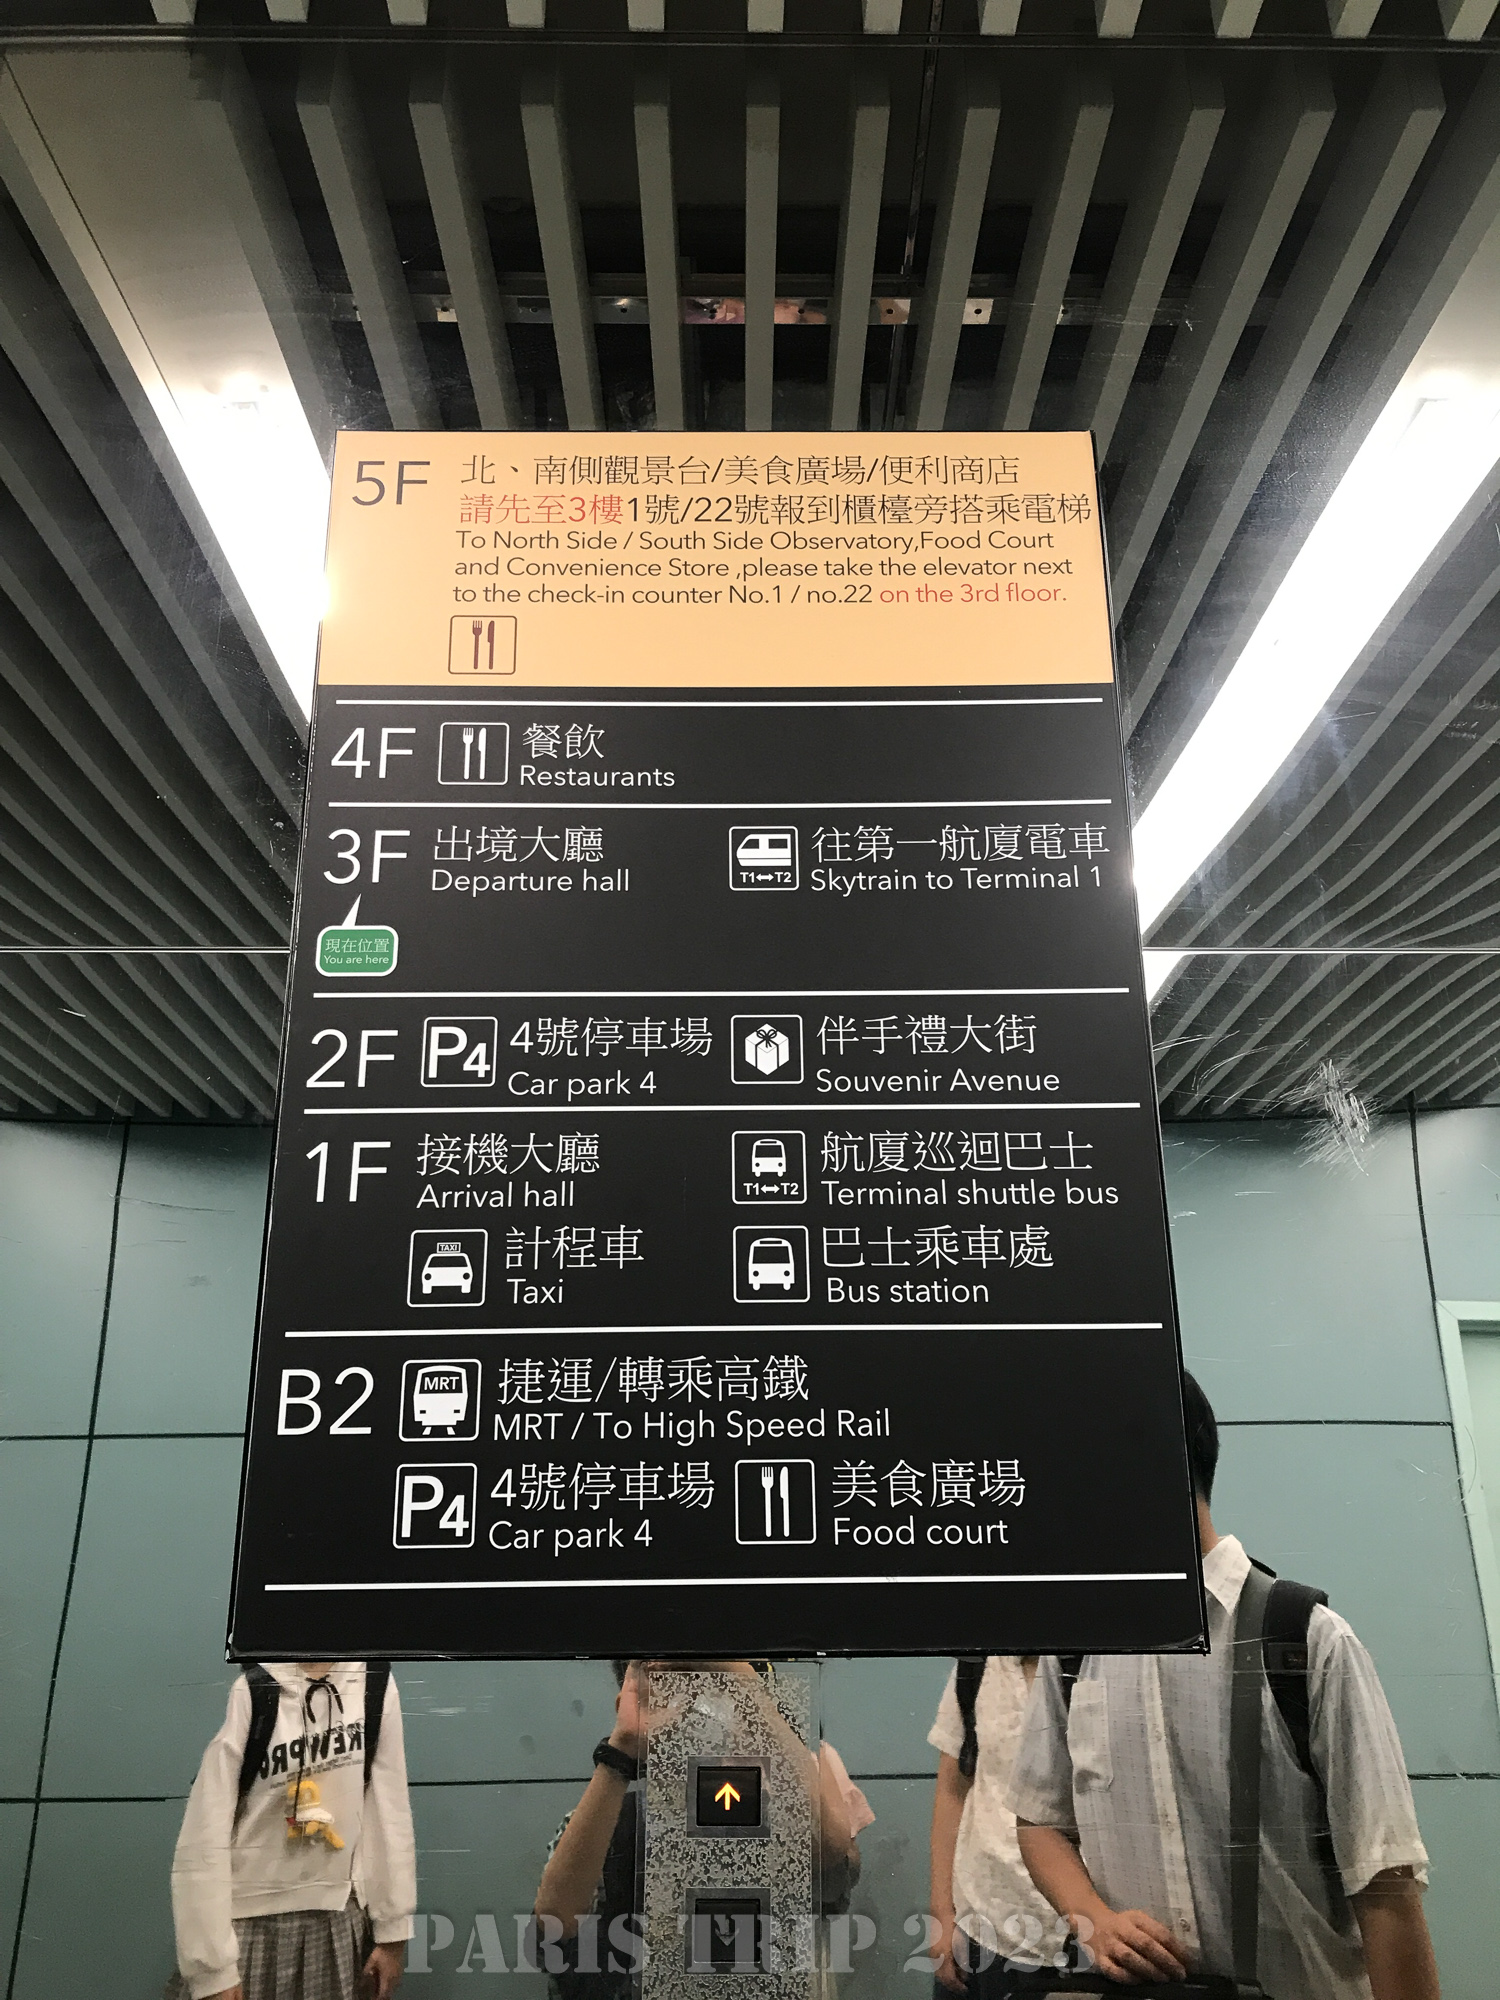 5F
北、南側觀景台/美食廣場/便利商店
請先至3樓1號/22號報到櫃檯旁搭乘電梯
To North Side / South Side Observatory,Food Court
and Convenience Store ,please take the elevator next
to the check-in counter No.1 / no.22 on the 3rd floor.
4F
餐飲
Restaurants
3F
出境大廳
Departure hall
T1↔T2
往第一航廈電車
Skytrain to Terminal 1
現在位置
You are here
2F
P4
4號停車場
Car park 4
伴手禮大街
Souvenir Avenue
1F
接機大廳
Arrival hall
T1↔T2
航廈巡迴巴士
Terminal shuttle bus
TAXI
計程車
Taxi
巴士乘車處
Bus station
B2
MRT
捷運/轉乘高鐵
MRT / To High Speed Rail
P4
4號停車場
Car park 4
美食廣場
Food court
PARIS TRIP 2023